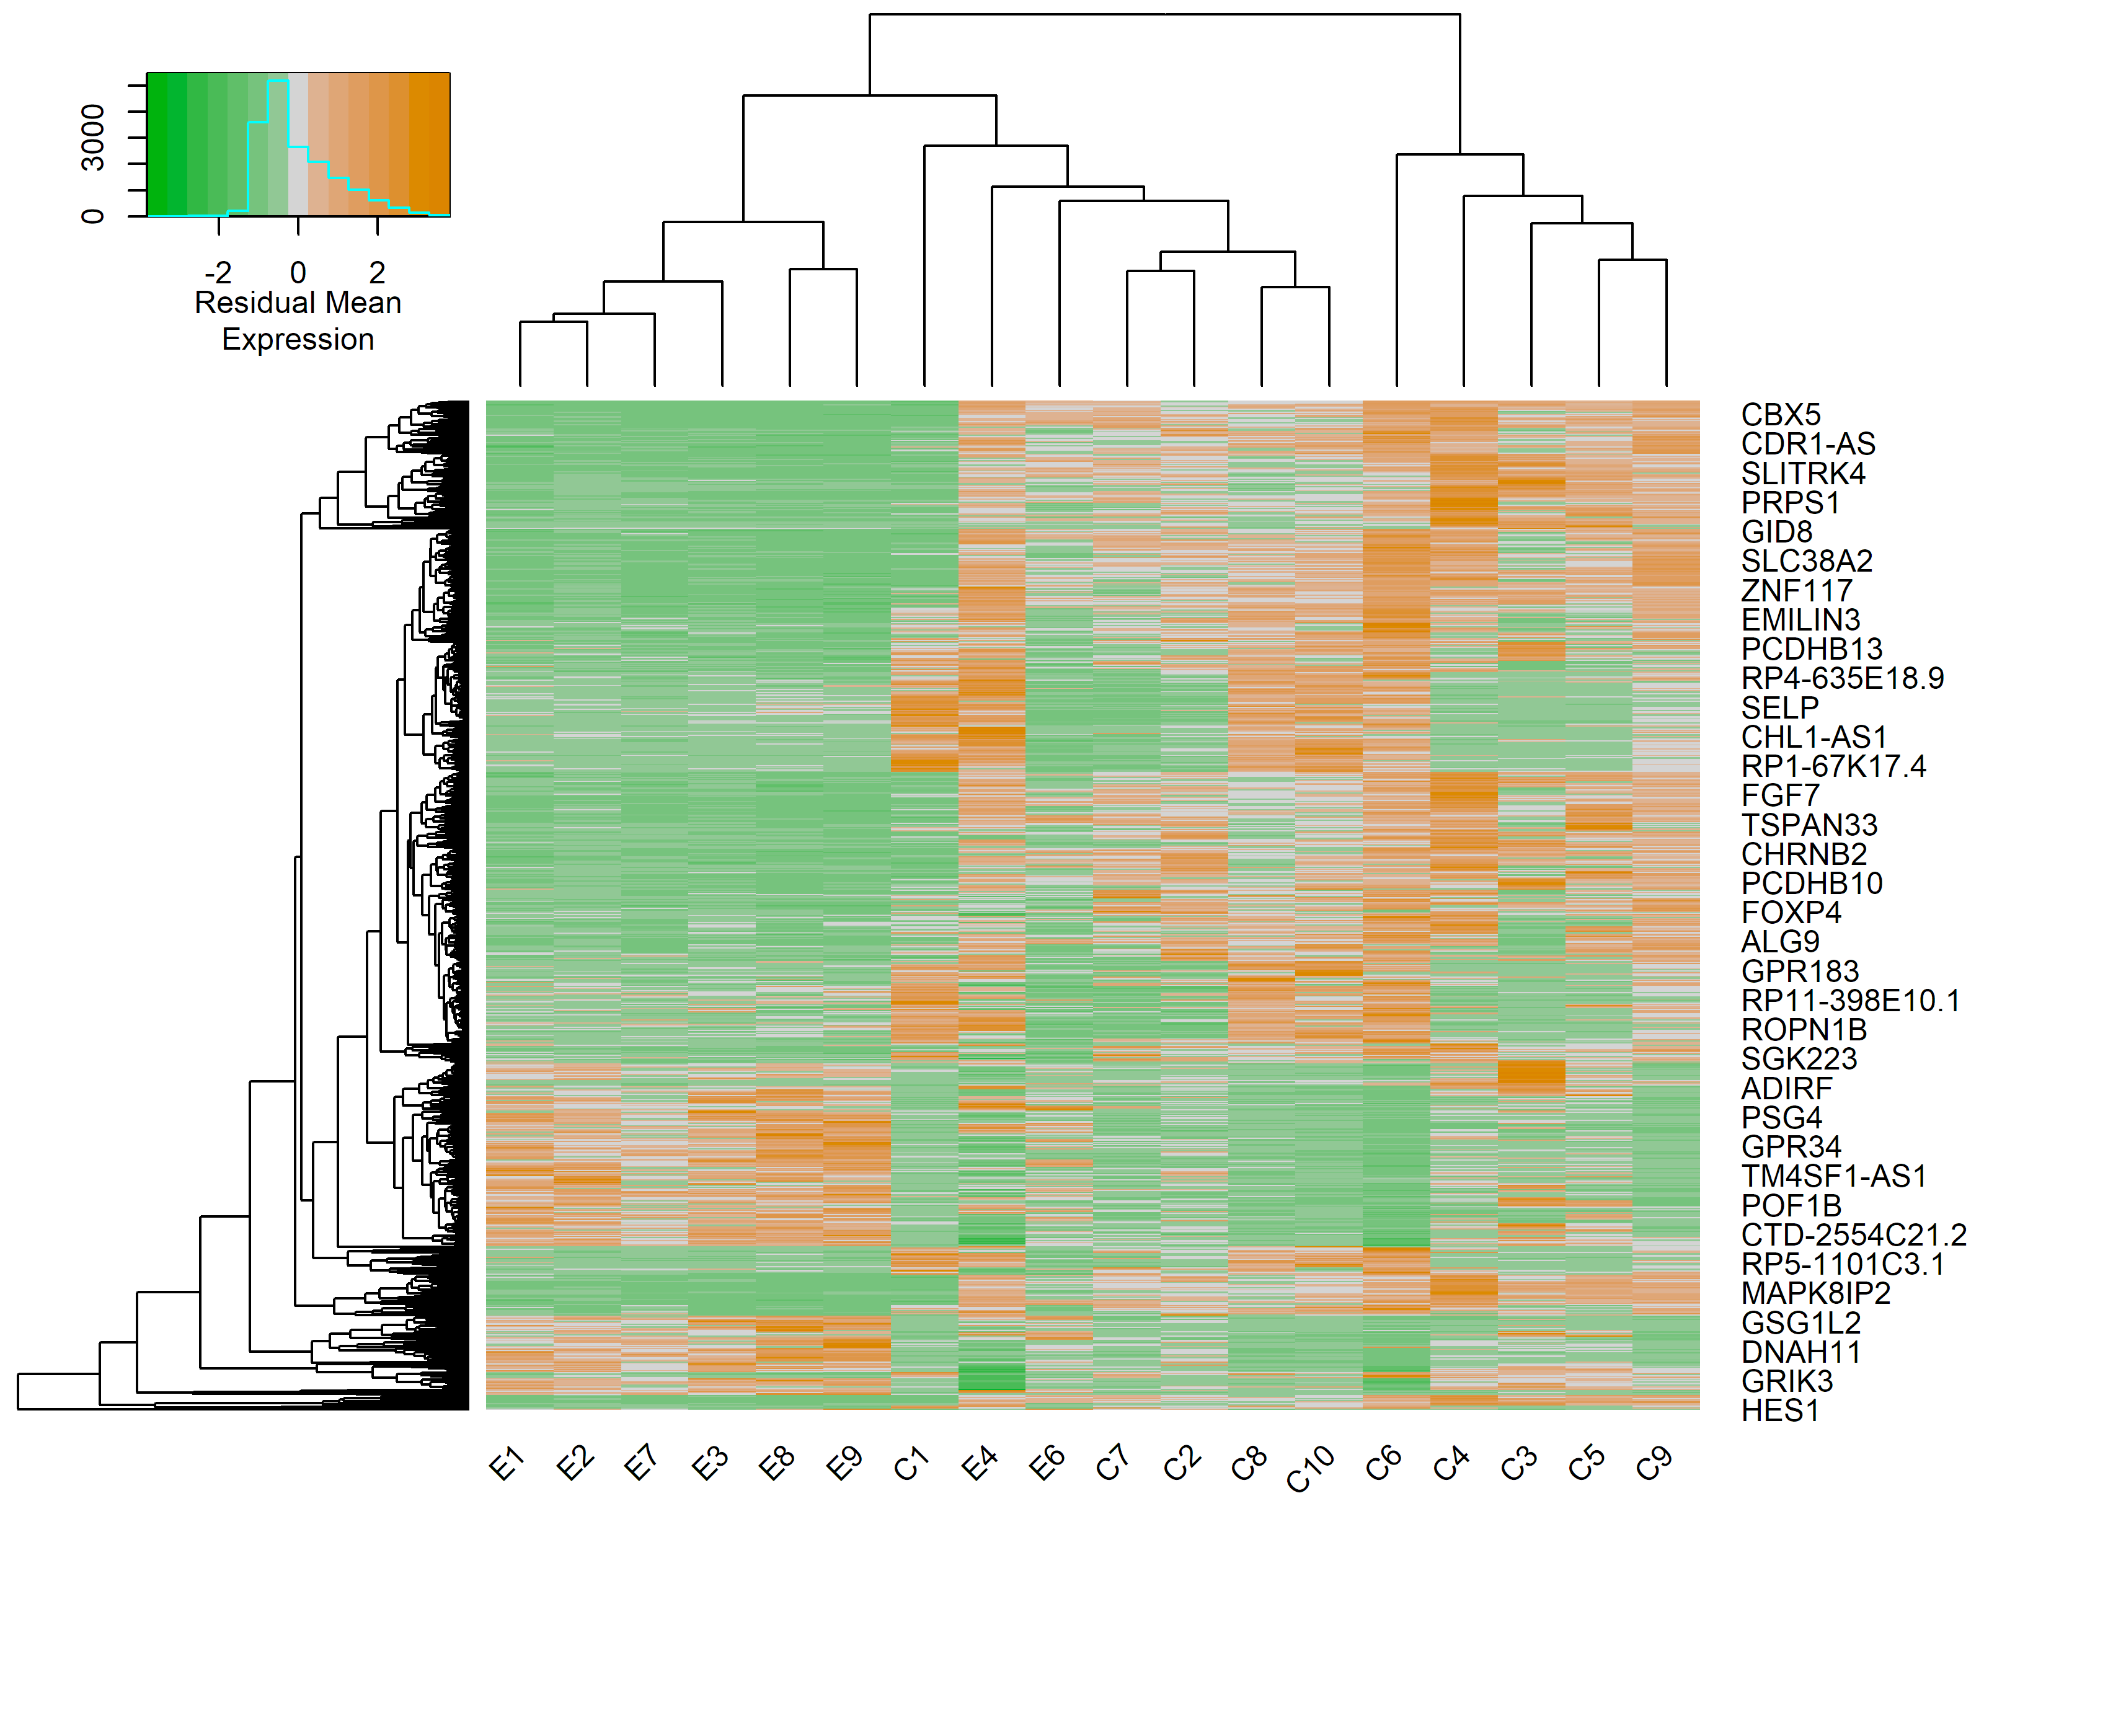 3000
0
-2 0 2
Residual Mean
Expression
CBX5
CDR1-AS
SLITRK4
PRPS1
GID8
SLC38A2
ZNF117
EMILIN3
PCDHB13
RP4-635E18.9
SELP
CHL1-AS1
RP1-67K17.4
FGF7
TSPAN33
CHRNB2
PCDHB10
FOXP4
ALG9
GPR183
RP11-398E10.1
ROPN1B
SGK223
ADIRF
PSG4
GPR34
TM4SF1-AS1
POF1B
CTD-2554C21.2
RP5-1101C3.1
MAPK8IP2
GSG1L2
DNAH11
GRIK3
HES1
E1 E2 E7 E3 E8 E9 C1 E4 E6 C7 C2 C8 C10 C6 C4 C3 C5 C9